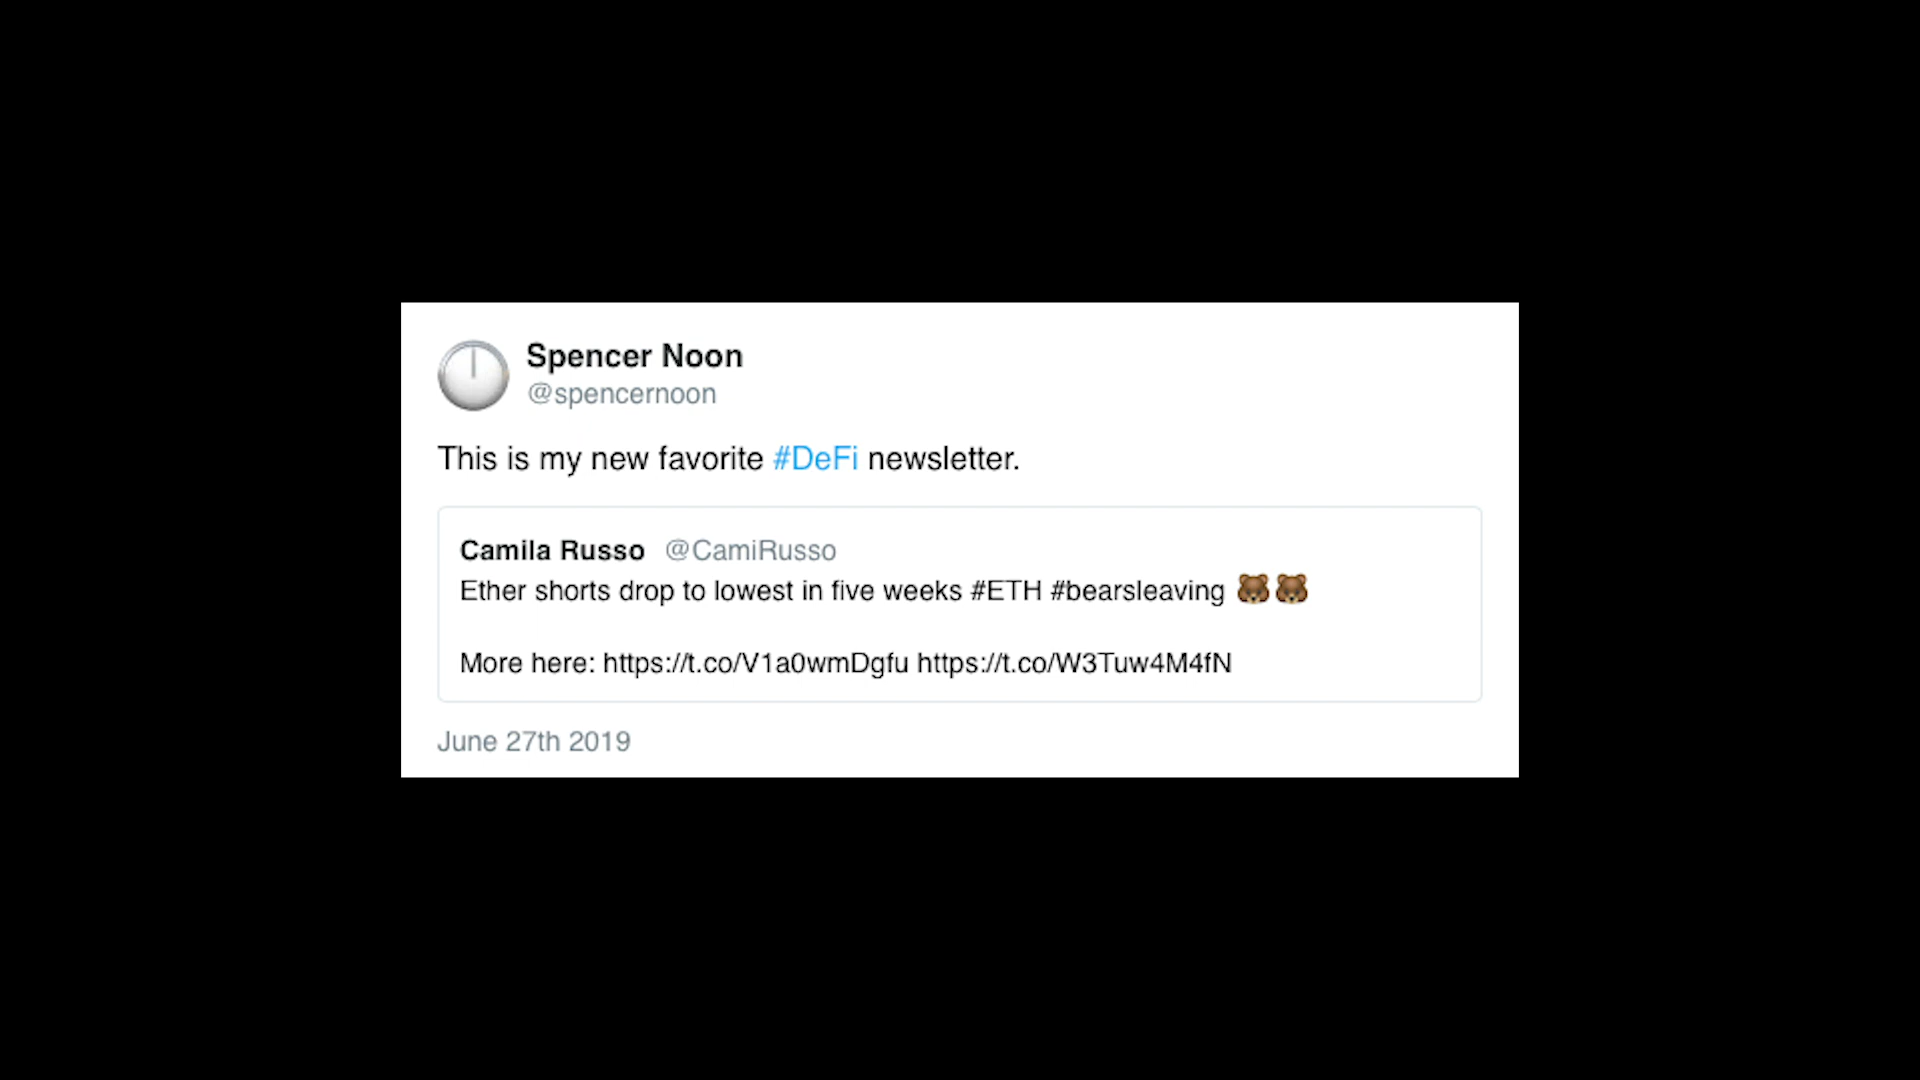 Spencer Noon
@spencernoon
This is my new favorite #DeFi newsletter.
Camila Russo @CamiRusso
Ether shorts drop to lowest in five weeks #ETH #bearsleaving 🐻🐻
More here: https://t.co/V1a0wmDgfu https://t.co/W3Tuw4M4fN
June 27th 2019